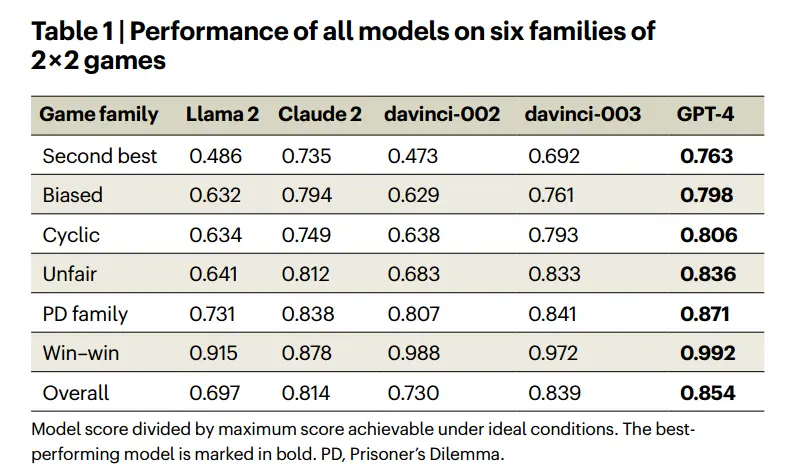 Table 1 | Performance of all models on six families of
2×2 games
Game family Llama 2 Claude 2 davinci-002 davinci-003 GPT-4
Second best 0.486 0.735 0.473 0.692 0.763
Biased 0.632 0.794 0.629 0.761 0.798
Cyclic 0.634 0.749 0.638 0.793 0.806
Unfair 0.641 0.812 0.683 0.833 0.836
PD family 0.731 0.838 0.807 0.841 0.871
Win–win 0.915 0.878 0.988 0.972 0.992
Overall 0.697 0.814 0.730 0.839 0.854
Model score divided by maximum score achievable under ideal conditions. The best-
performing model is marked in bold. PD, Prisoner's Dilemma.